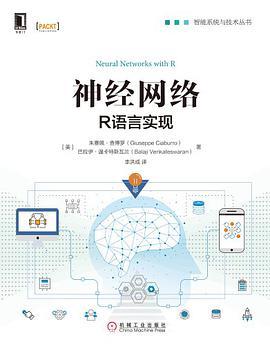 [PACKT]
智能系统与技术丛书
Neural Networks with R
神经网络
R语言实现
[美] 朱塞佩·查博罗（Giuseppe Ciaburro） 著
巴拉伊·温卡特斯瓦兰（Balaji Venkateswaran）
李洪成 译
机械工业出版社
China Machine Press